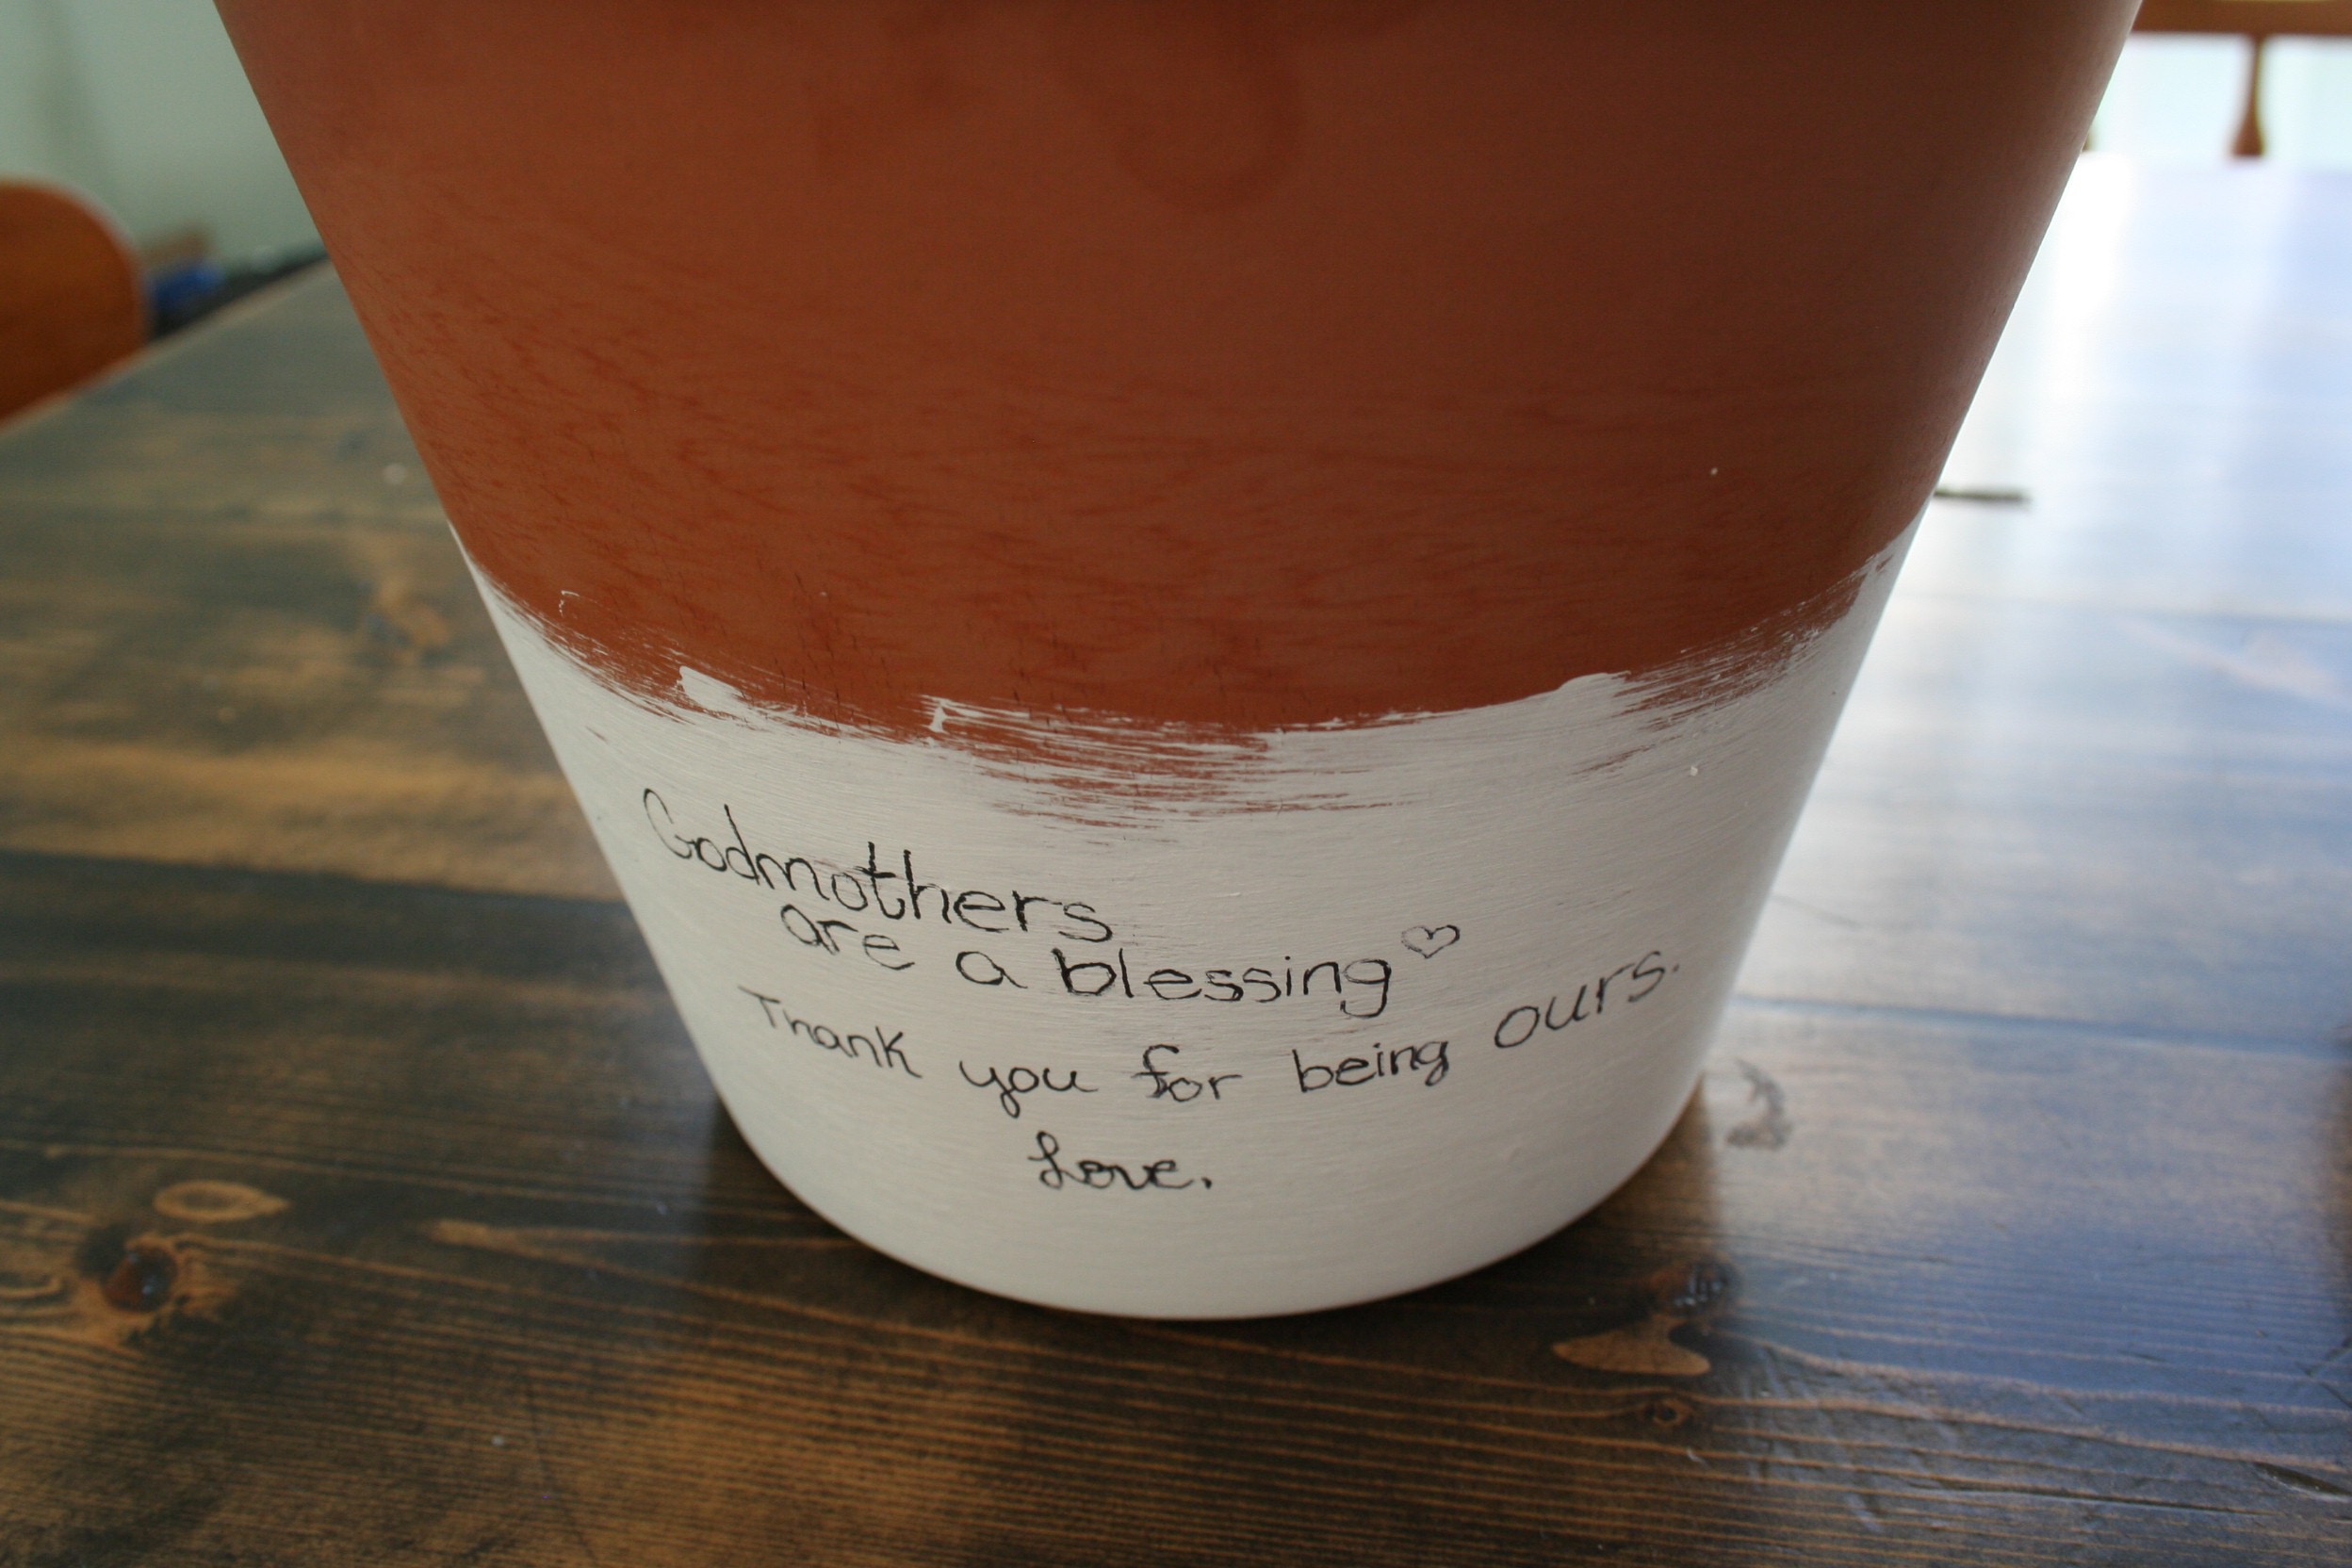 Godmothers
are a blessing ♡
Thank you for being ours.
Love,